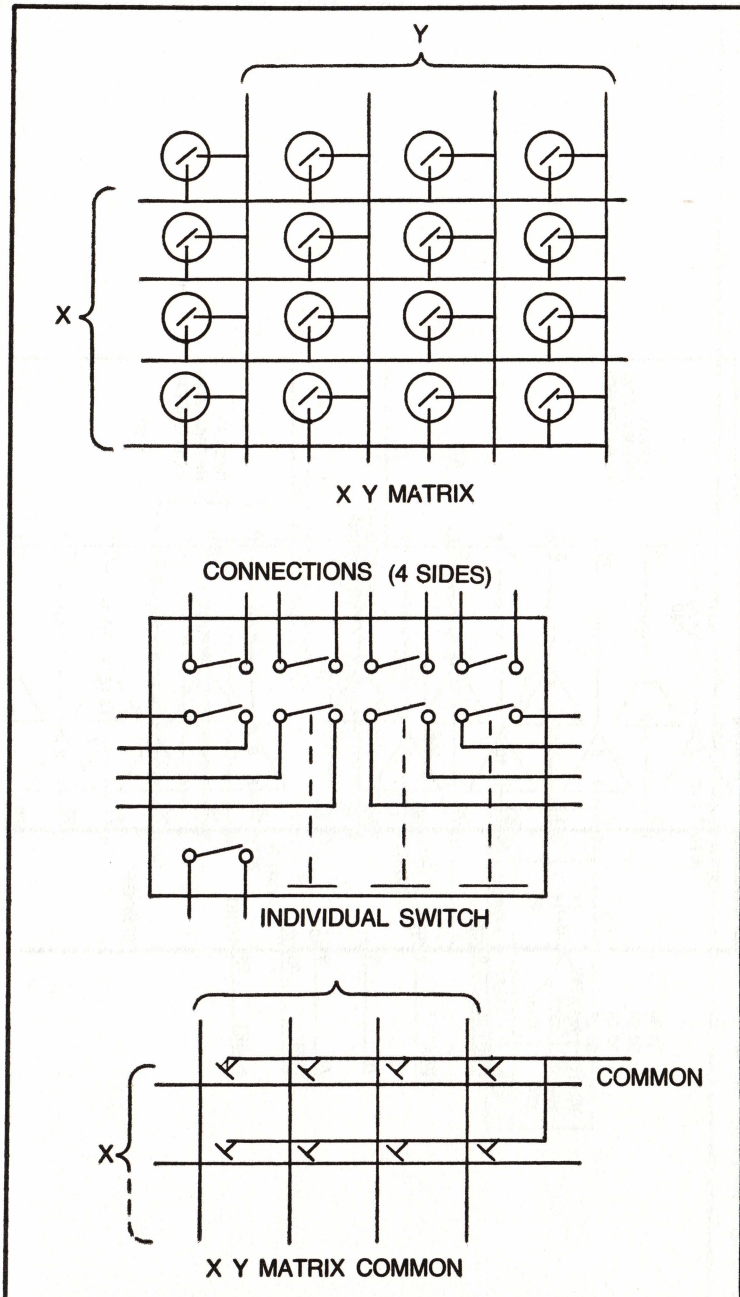 Y
X
X Y MATRIX
CONNECTIONS (4 SIDES)
INDIVIDUAL SWITCH
COMMON
X
X Y MATRIX COMMON